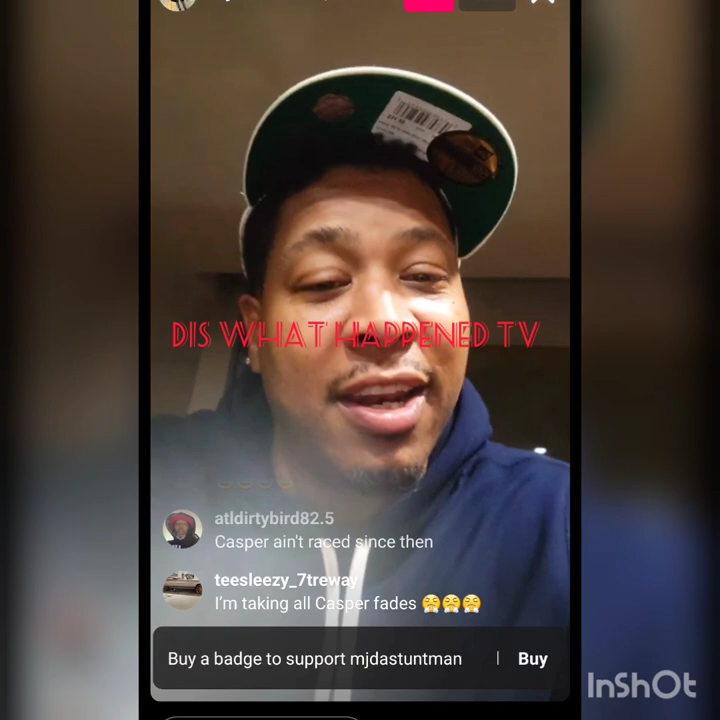 DIS WHAT HAPPENED TV
atldirtybird82.5
Casper ain't raced since then
teesleezy_7treway
I'm taking all Casper fades 😤😤😤
Buy a badge to support mjdastuntman | Buy
InShOt